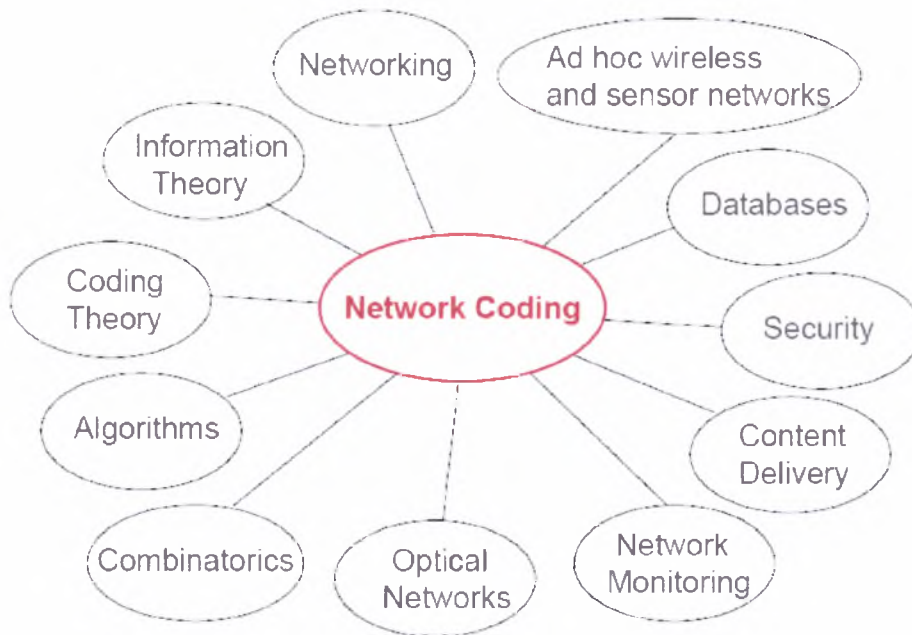 Networking
Ad hoc wireless
and sensor networks
Information
Theory
Databases
Coding
Theory
Network Coding
Security
Algorithms
Content
Delivery
Combinatorics
Optical
Networks
Network
Monitoring